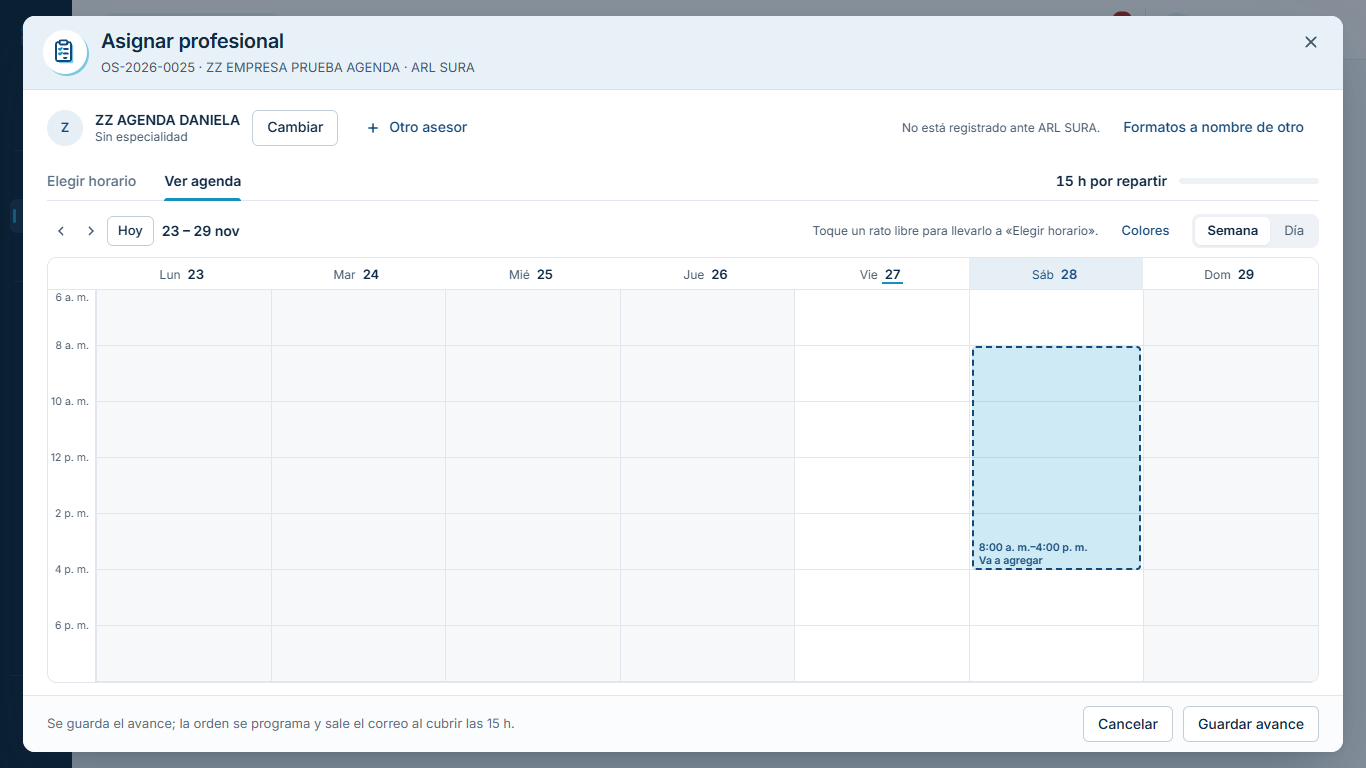 Asignar profesional
OS-2026-0025 · ZZ EMPRESA PRUEBA AGENDA · ARL SURA
Z
ZZ AGENDA DANIELA
Sin especialidad
Cambiar
+ Otro asesor
No está registrado ante ARL SURA.
Formatos a nombre de otro
Elegir horario
Ver agenda
15 h por repartir
Hoy
23 – 29 nov
Toque un rato libre para llevarlo a «Elegir horario».
Colores
Semana
Día
Lun 23
Mar 24
Mié 25
Jue 26
Vie 27
Sáb 28
Dom 29
6 a. m.
8 a. m.
10 a. m.
12 p. m.
2 p. m.
8:00 a. m.–4:00 p. m.
Va a agregar
4 p. m.
6 p. m.
Se guarda el avance; la orden se programa y sale el correo al cubrir las 15 h.
Cancelar
Guardar avance